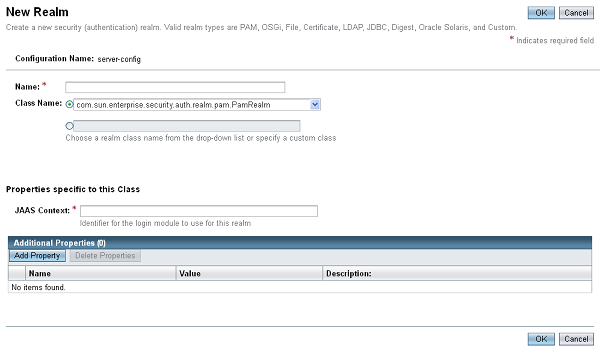 New Realm
OK Cancel
Create a new security (authentication) realm. Valid realm types are PAM, OSGi, File, Certificate, LDAP, JDBC, Digest, Oracle Solaris, and Custom.
* Indicates required field
Configuration Name: server-config
Name: *
Class Name: com.sun.enterprise.security.auth.realm.pam.PamRealm
Choose a realm class name from the drop-down list or specify a custom class
Properties specific to this Class
JAAS Context: *
Identifier for the login module to use for this realm
Additional Properties (0)
Add Property Delete Properties
Name Value Description:
No items found.
OK Cancel